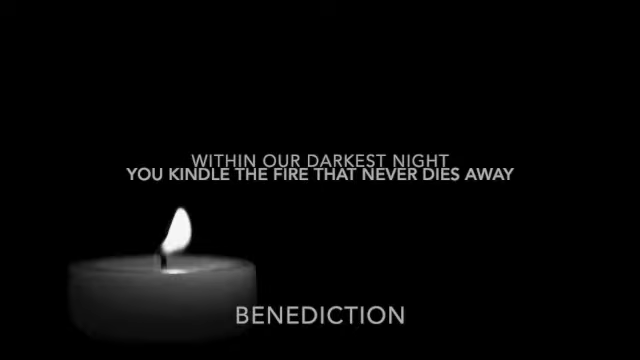 WITHIN OUR DARKEST NIGHT
YOU KINDLE THE FIRE THAT NEVER DIES AWAY
BENEDICTION